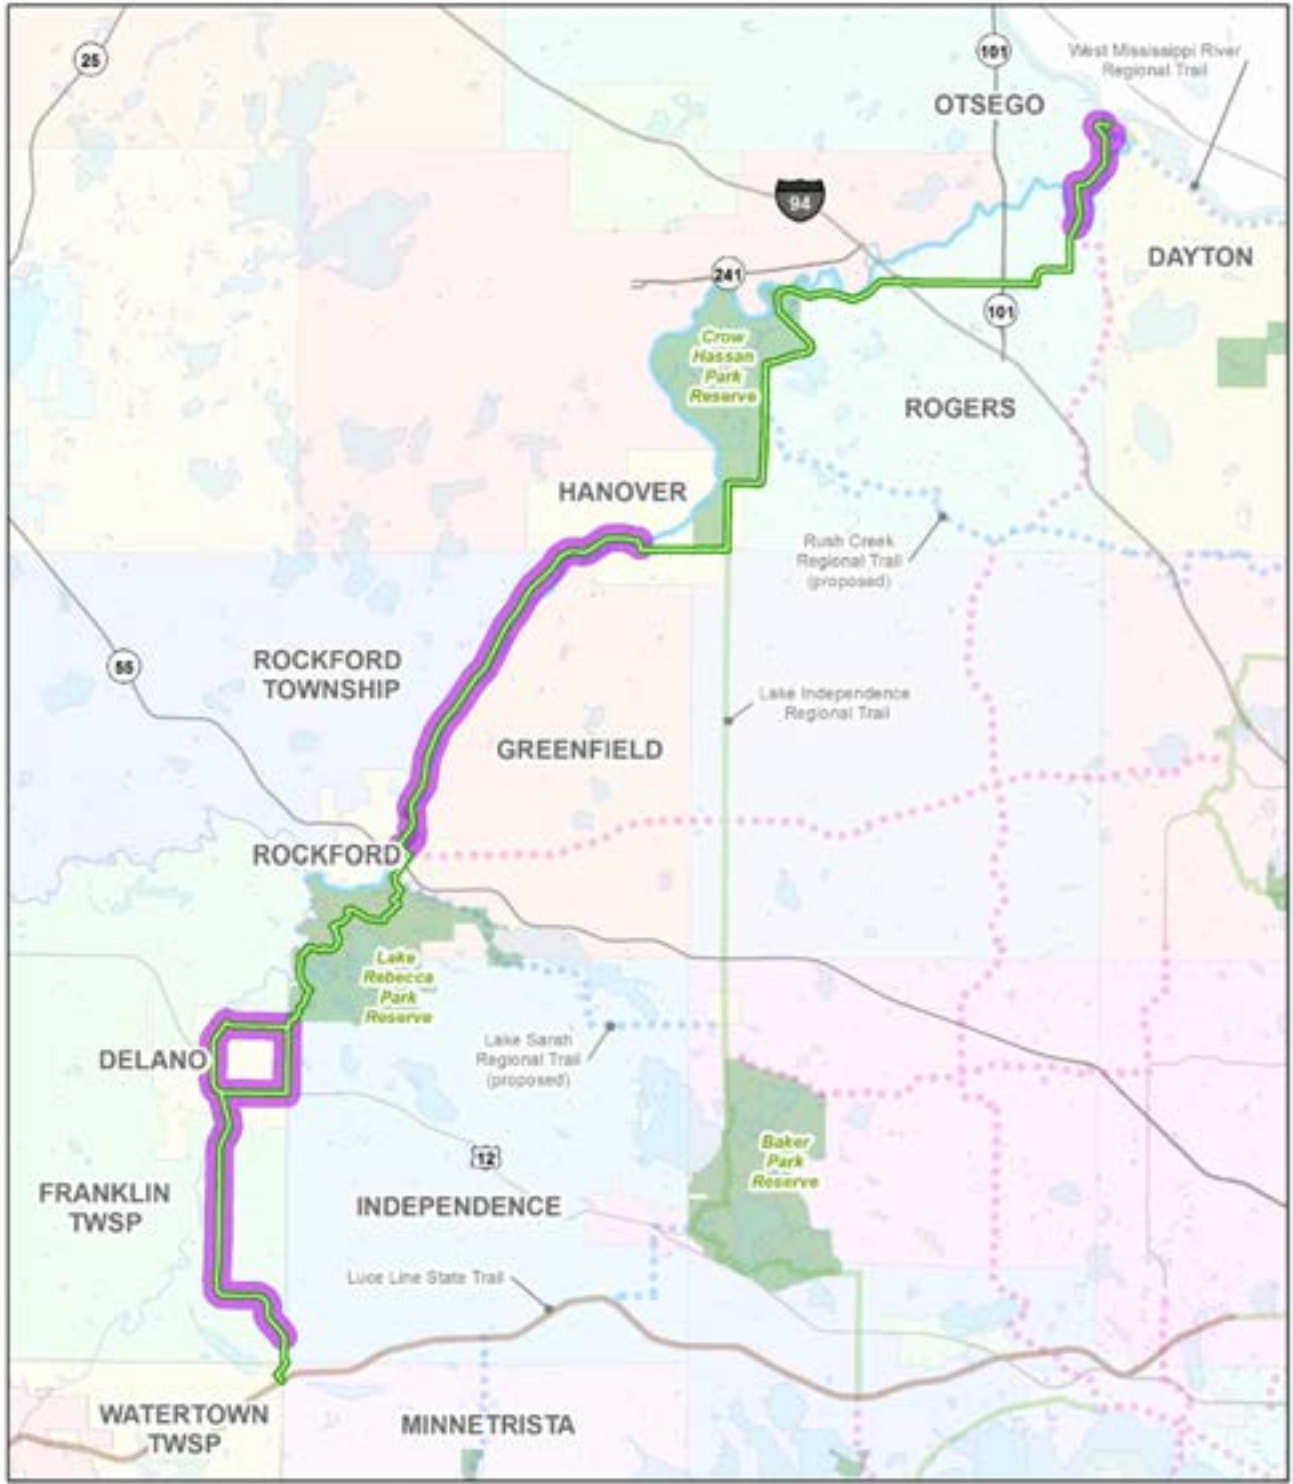 25
101
West Mississippi River
Regional Trail
OTSEGO
94
DAYTON
241
101
Crow
Hassan
Park
Reserve
ROGERS
HANOVER
Rush Creek
Regional Trail
(proposed)
55
ROCKFORD
TOWNSHIP
Lake Independence
Regional Trail
GREENFIELD
ROCKFORD
Lake
Rebecca
Park
Reserve
DELANO
Lake Sarah
Regional Trail
(proposed)
12
Baker
Park
Reserve
FRANKLIN
TWSP
INDEPENDENCE
Luce Line State Trail
WATERTOWN
TWSP
MINNETRISTA